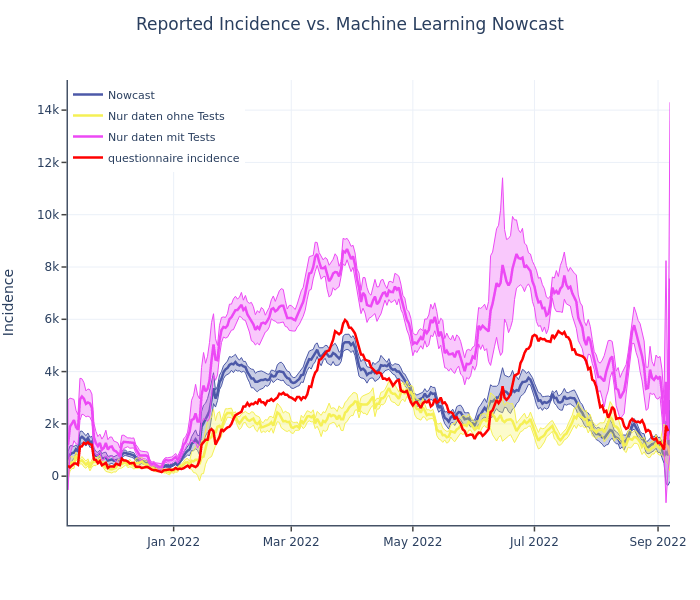 Reported Incidence vs. Machine Learning Nowcast
Nowcast
Nur daten ohne Tests
Nur daten mit Tests
questionnaire incidence
Incidence
14k
12k
10k
8k
6k
4k
2k
0
Jan 2022
Mar 2022
May 2022
Jul 2022
Sep 2022